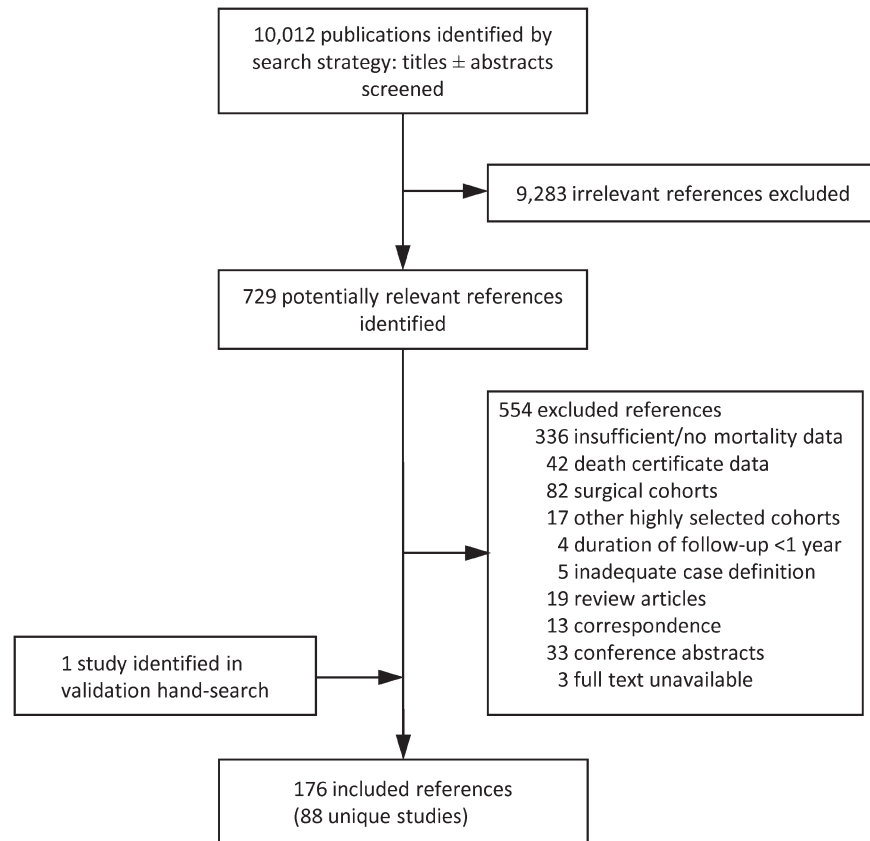 10,012 publications identified by
search strategy: titles ± abstracts
screened
9,283 irrelevant references excluded
729 potentially relevant references
identified
554 excluded references
336 insufficient/no mortality data
42 death certificate data
82 surgical cohorts
17 other highly selected cohorts
4 duration of follow-up <1 year
5 inadequate case definition
19 review articles
13 correspondence
33 conference abstracts
3 full text unavailable
1 study identified in
validation hand-search
176 included references
(88 unique studies)